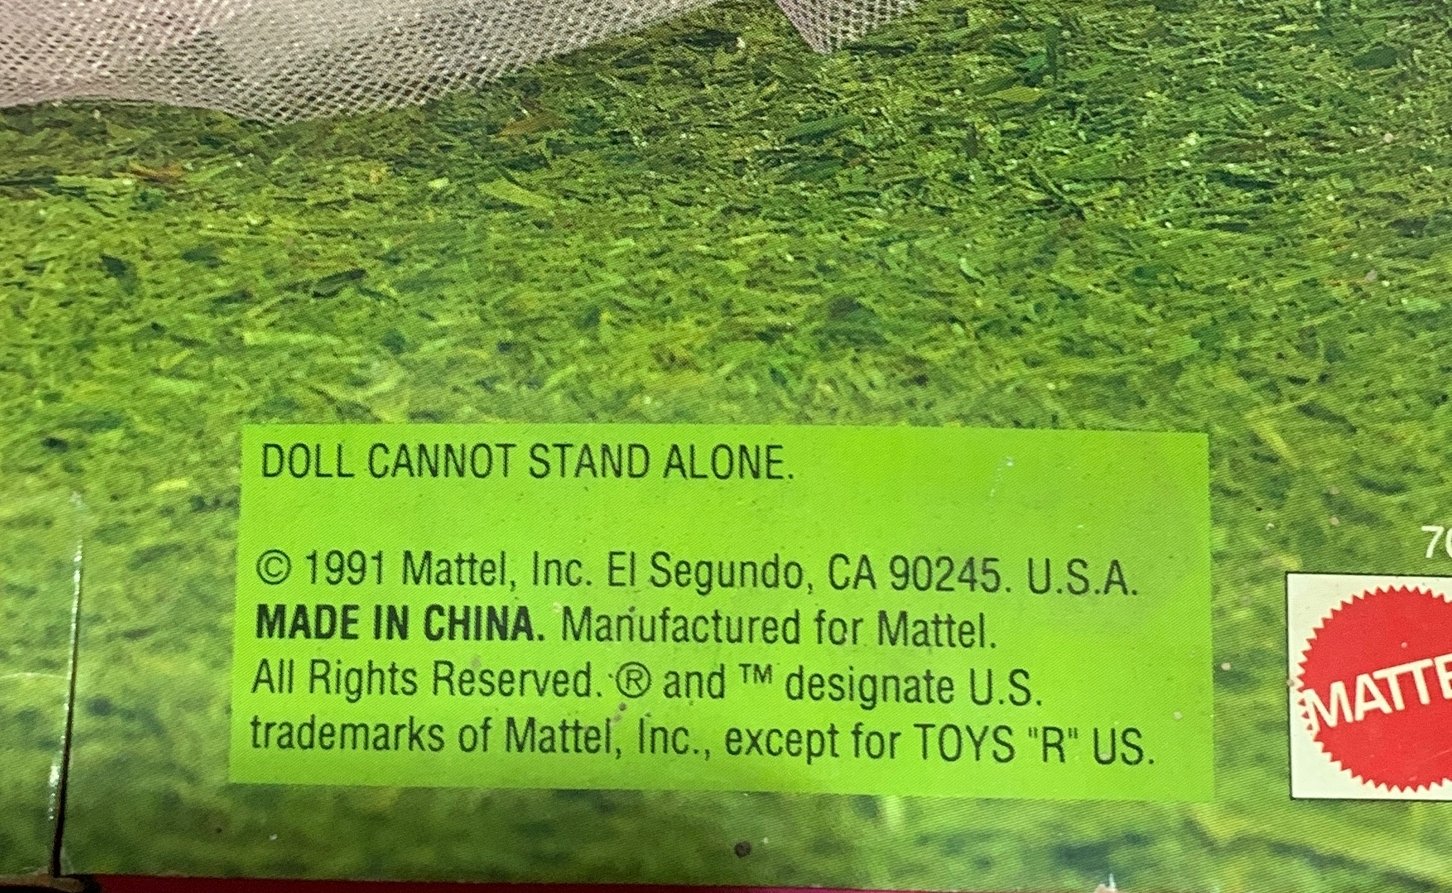 DOLL CANNOT STAND ALONE.
© 1991 Mattel, Inc. El Segundo, CA 90245. U.S.A.
MADE IN CHINA. Manufactured for Mattel.
All Rights Reserved. ® and ™ designate U.S.
trademarks of Mattel, Inc., except for TOYS "R" US.
MATTE